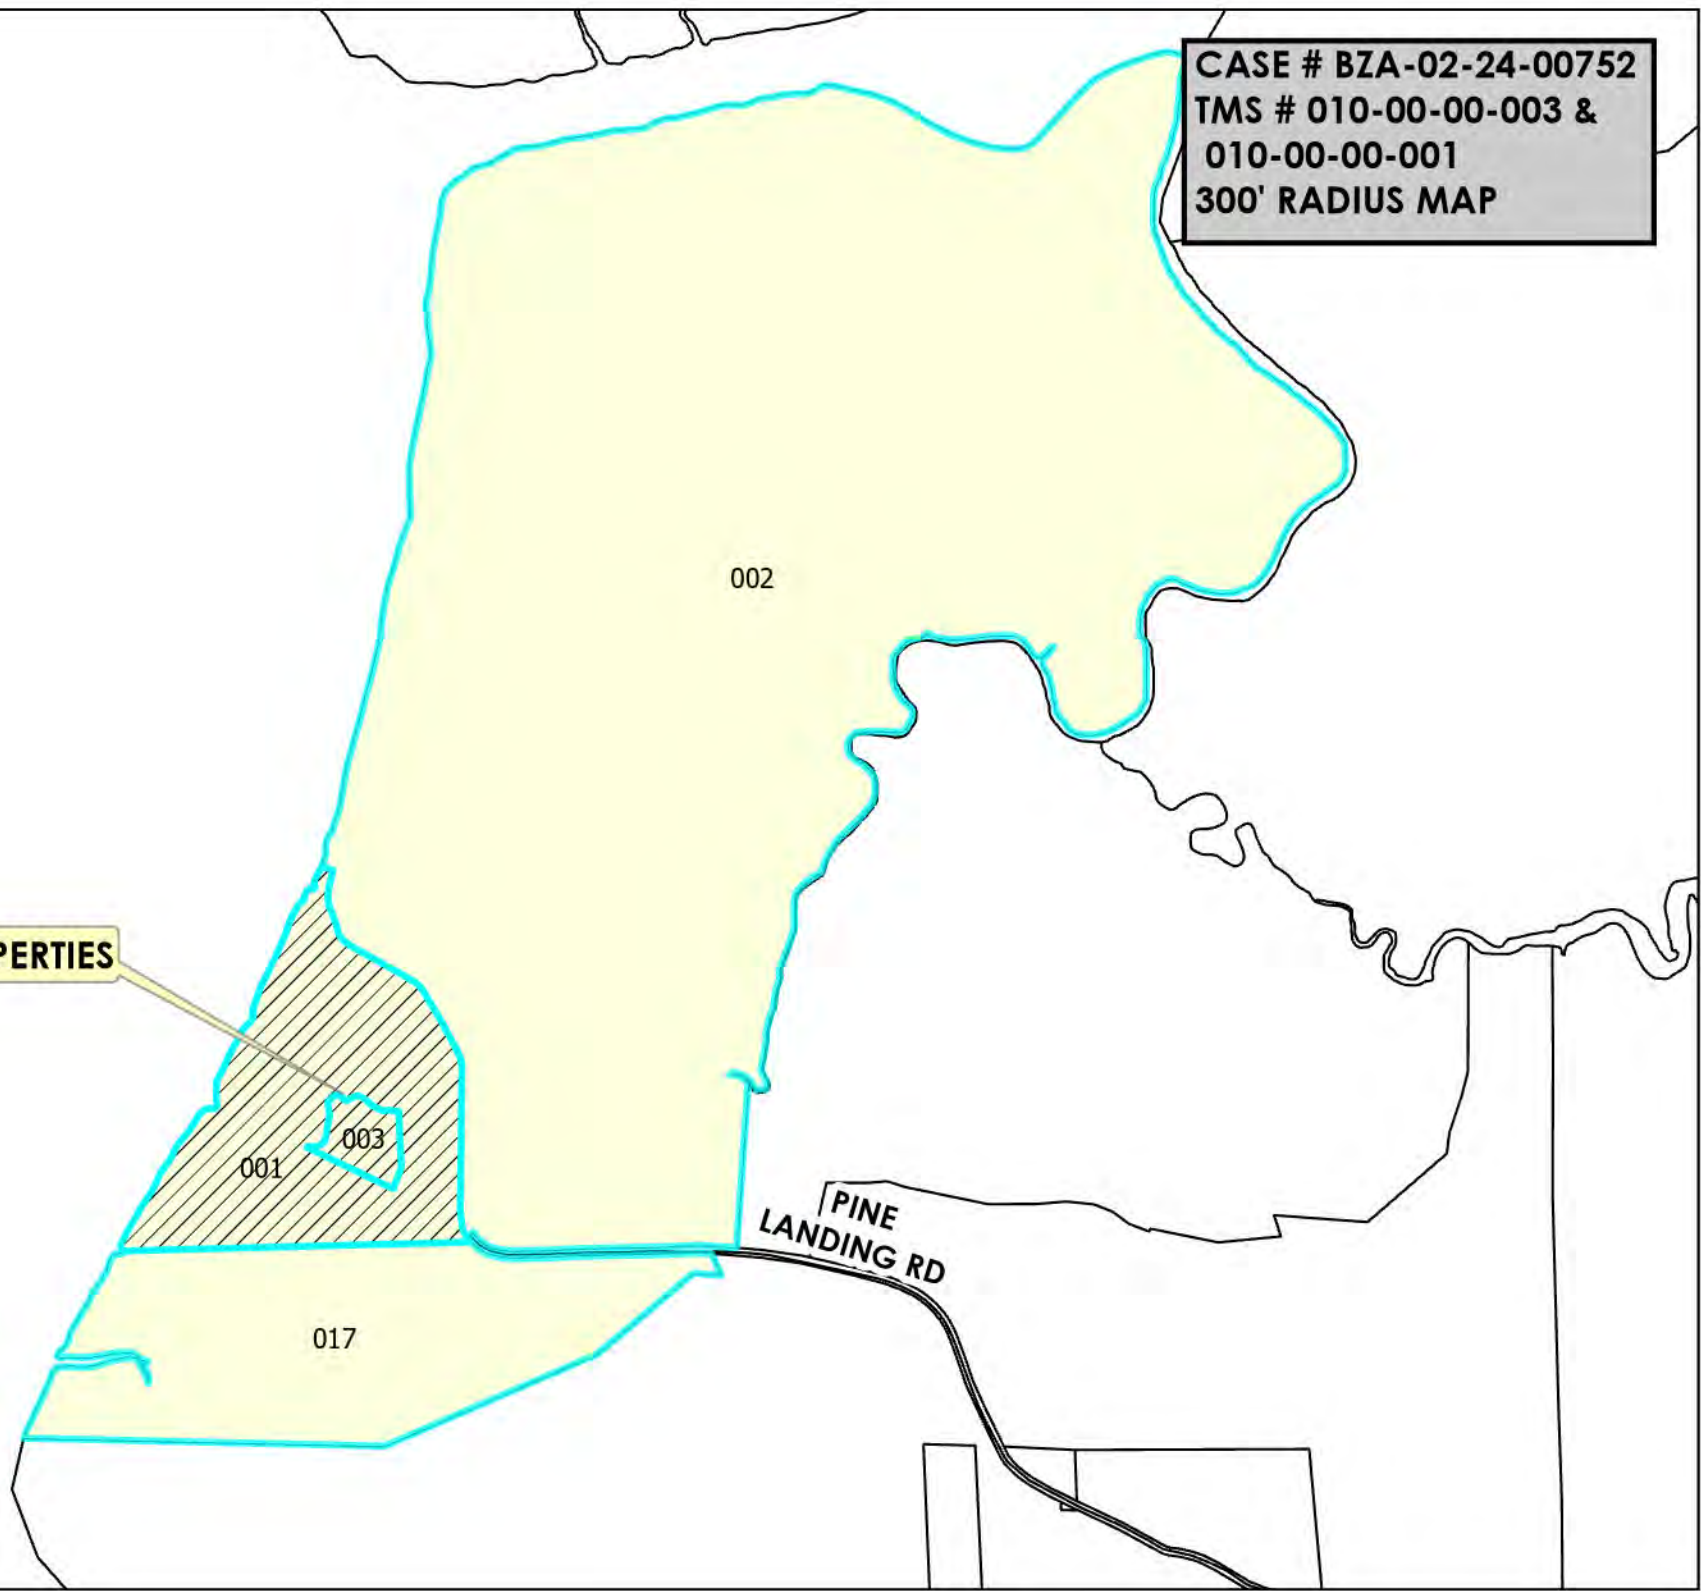 CASE # BZA-02-24-00752
TMS # 010-00-00-003 &
010-00-00-001
300' RADIUS MAP
002
PERTIES
003
001
PINE
LANDING RD
017